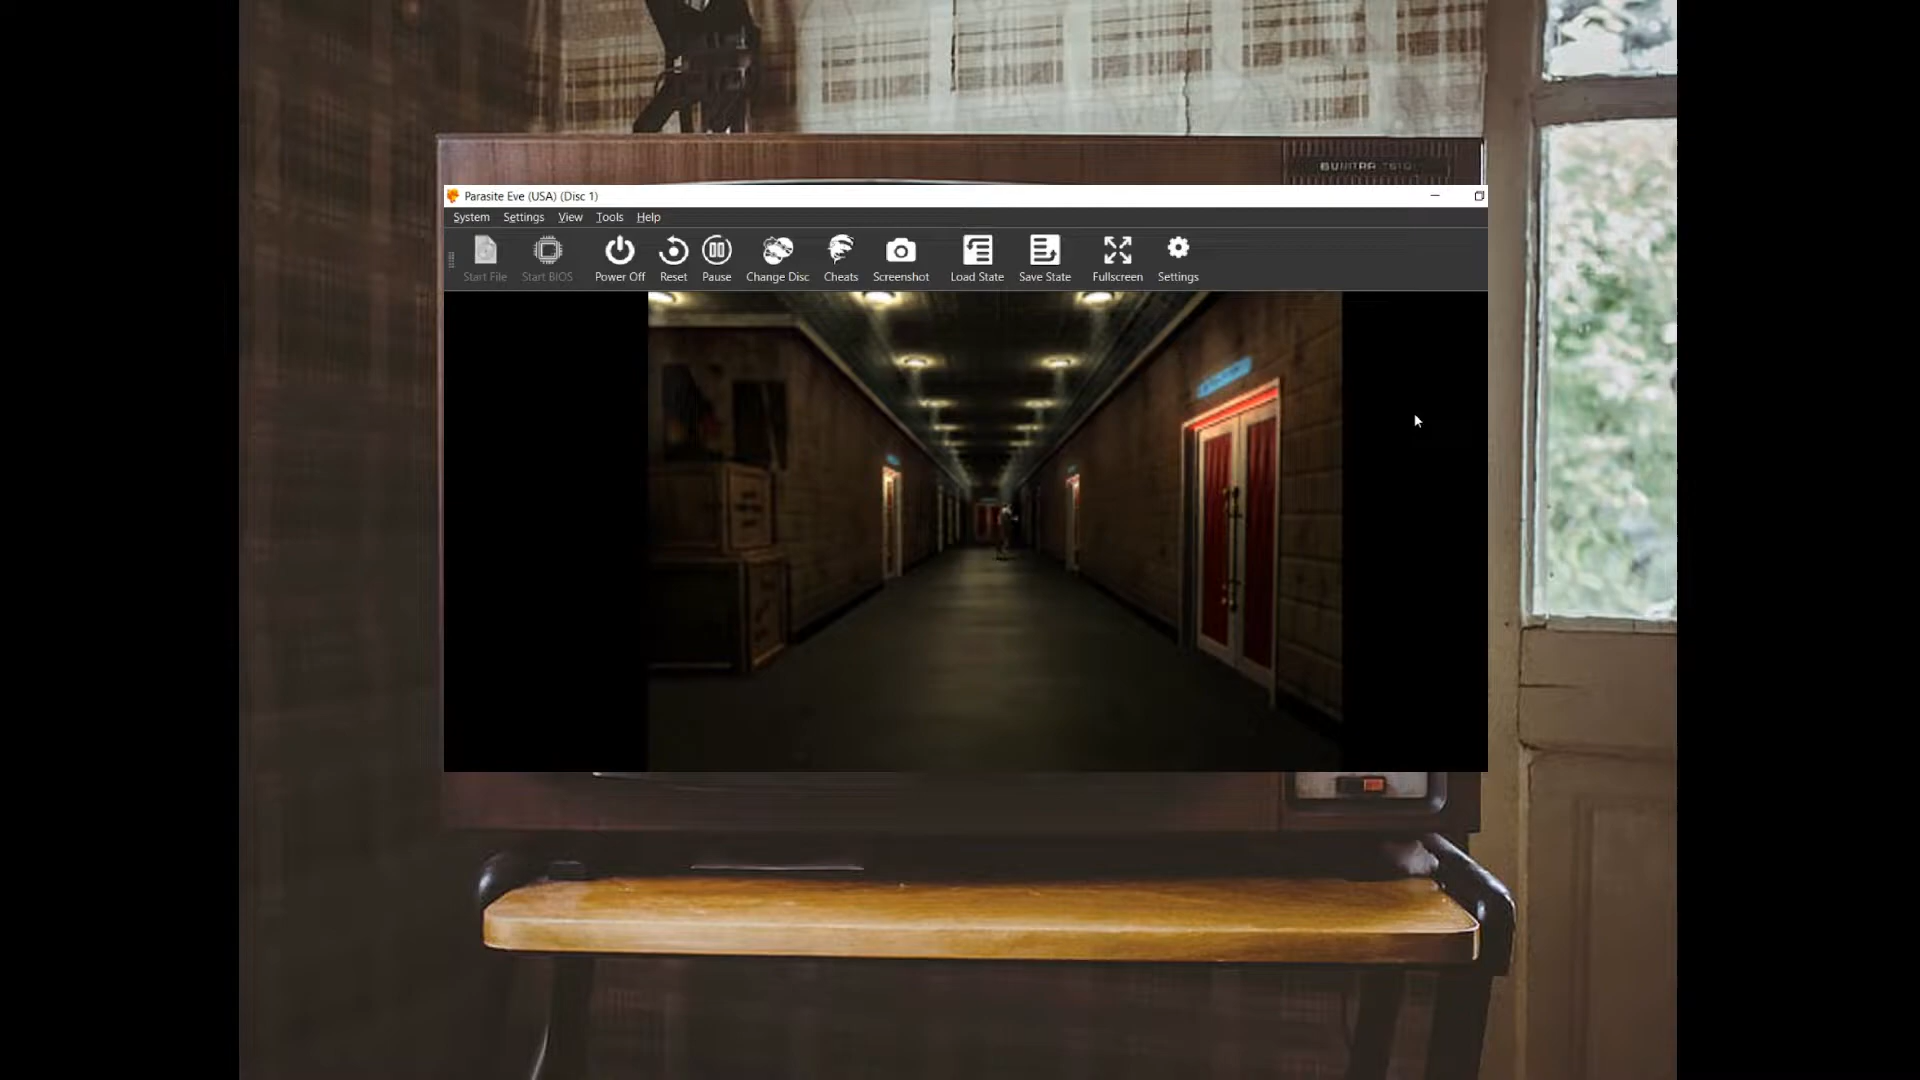 Parasite Eve (USA) (Disc 1)
System Settings View Tools Help
Start File Start BIOS Power Off Reset Pause Change Disc Cheats Screenshot Load State Save State Fullscreen Settings